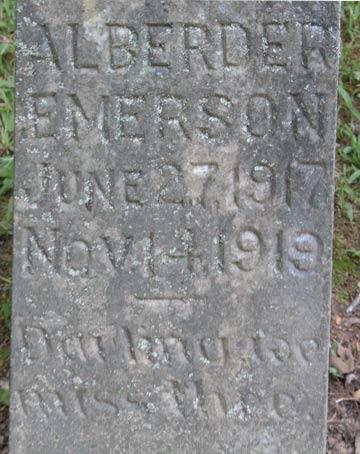 ALBERDER
EMERSON
JUNE 27, 1917
NOV. 14, 1919
Darling, we
miss thee.